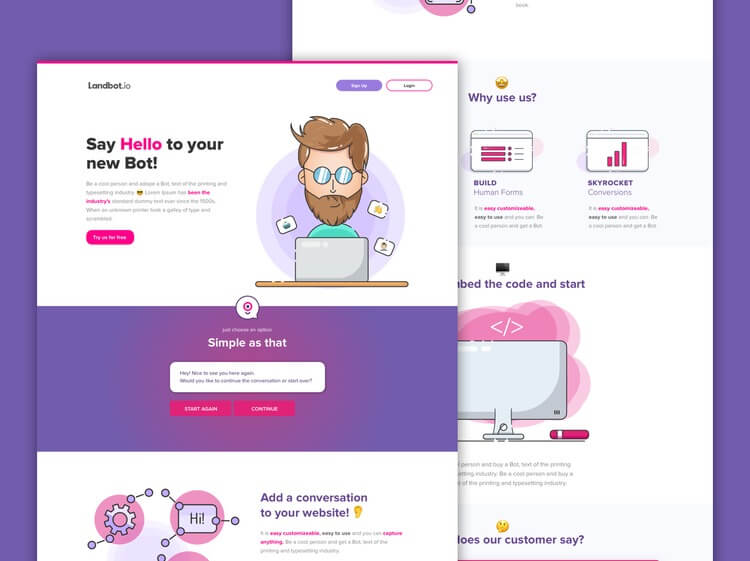 Landbot.io
Sign Up
Login
Say Hello to your
new Bot!
Be a cool person and adopt a Bot, text of the printing and
typesetting industry. 😎 Lorem Ipsum has been the
industry's standard dummy text ever since the 1500s.
When an unknown printer took a galley of type and
scrambled.
Try us for free
just choose an option
Simple as that
Hey! Nice to see you here again.
Would you like to continue the conversation or start over?
START AGAIN
CONTINUE
Hi!
Add a conversation
to your website! 👂
It is easy customizeable, easy to use and you can capture
anything. Be a cool person and get a Bot, text of the
printing and typesetting industry.
book.
🤩
Why use us?
BUILD
Human Forms
It is easy customizeable,
easy to use and you can Be
a cool person and get a Bot.
SKYROCKET
Conversions
It is easy customizeable,
easy to use and you can Be
a cool person and get a Bot.
🖥️
bed the code and start
</>
l person and buy a Bot, text of the printing
setting industry. Be a cool person and buy a
t of the printing and typesetting industry.
🤔
oes our customer say?